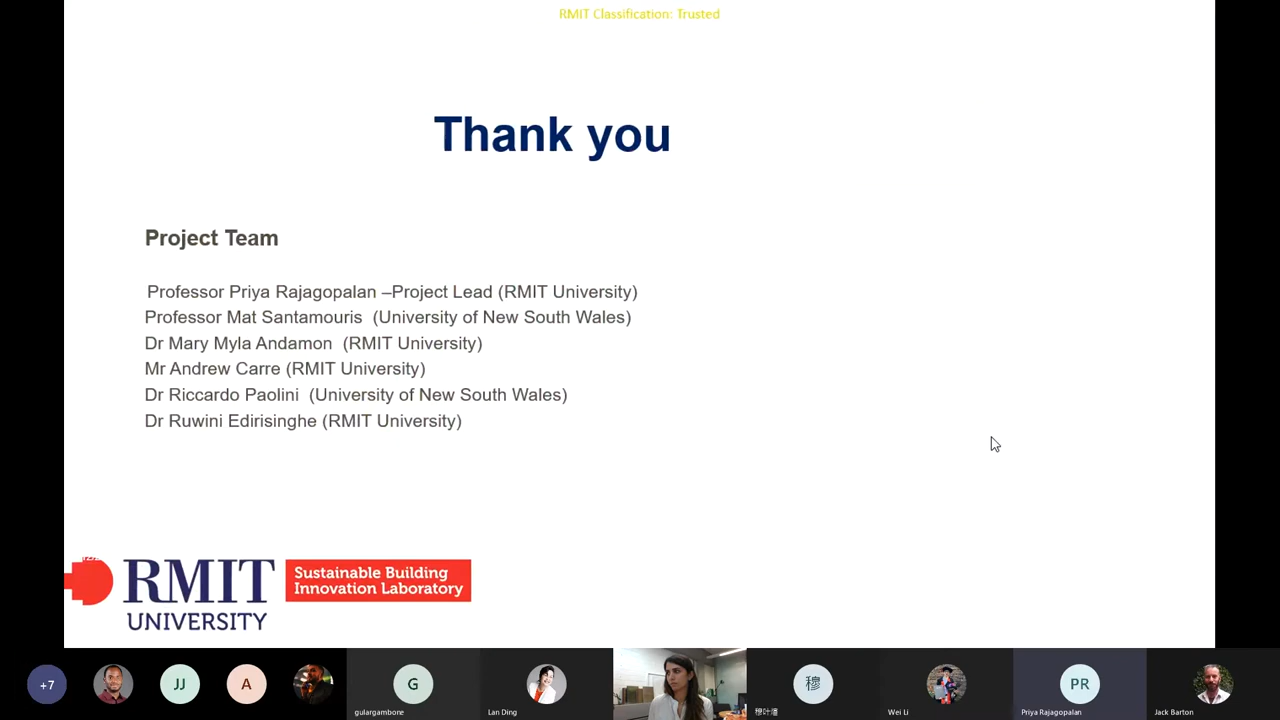 RMIT Classification: Trusted
Thank you
Project Team
Professor Priya Rajagopalan –Project Lead (RMIT University)
Professor Mat Santamouris (University of New South Wales)
Dr Mary Myla Andamon (RMIT University)
Mr Andrew Carre (RMIT University)
Dr Riccardo Paolini (University of New South Wales)
Dr Ruwini Edirisinghe (RMIT University)
RMIT
UNIVERSITY
Sustainable Building
Innovation Laboratory
+7
JJ
A
G
穆
PR
gulargambone
Lan Ding
Wei Li
Priya Rajagopalan
Jack Barton